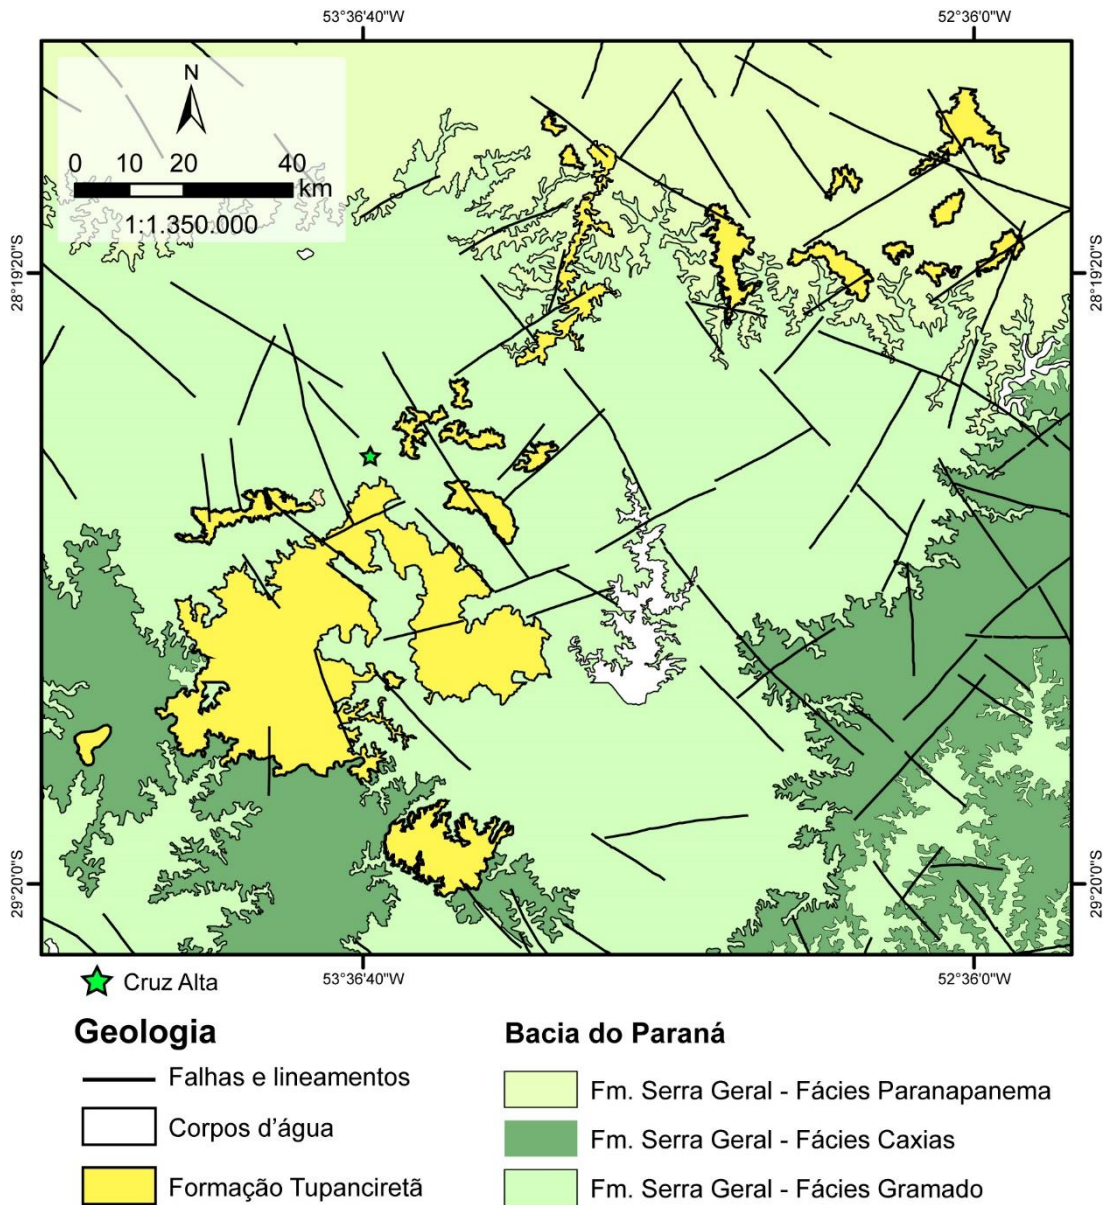 53°36'40"W
52°36'0"W
N
0 10 20 40
km
1:1.350.000
28°19'20"S
28°19'20"S
29°20'0"S
29°20'0"S
53°36'40"W
52°36'0"W
Cruz Alta
Geologia
Falhas e lineamentos
Corpos d'água
Formação Tupanciretã
Bacia do Paraná
Fm. Serra Geral - Fácies Paranapanema
Fm. Serra Geral - Fácies Caxias
Fm. Serra Geral - Fácies Gramado